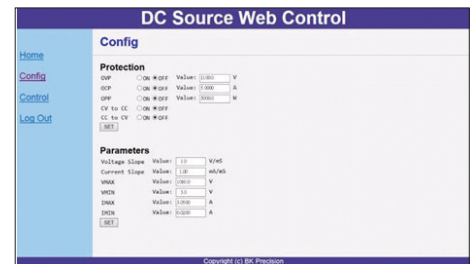 DC Source Web Control
Home
Config
Control
Log Out
Config
Protection
OVP ON OFF Value: V
OCP ON OFF Value: A
OPP ON OFF Value: W
CV to CC ON OFF
CC to CV ON OFF
SET
Parameters
Voltage Slope Value: V/mS
Current Slope Value: mA/mS
VMAX Value: V
VMIN Value: V
IMAX Value: A
IMIN Value: A
SET
Copyright (c) BK Precision